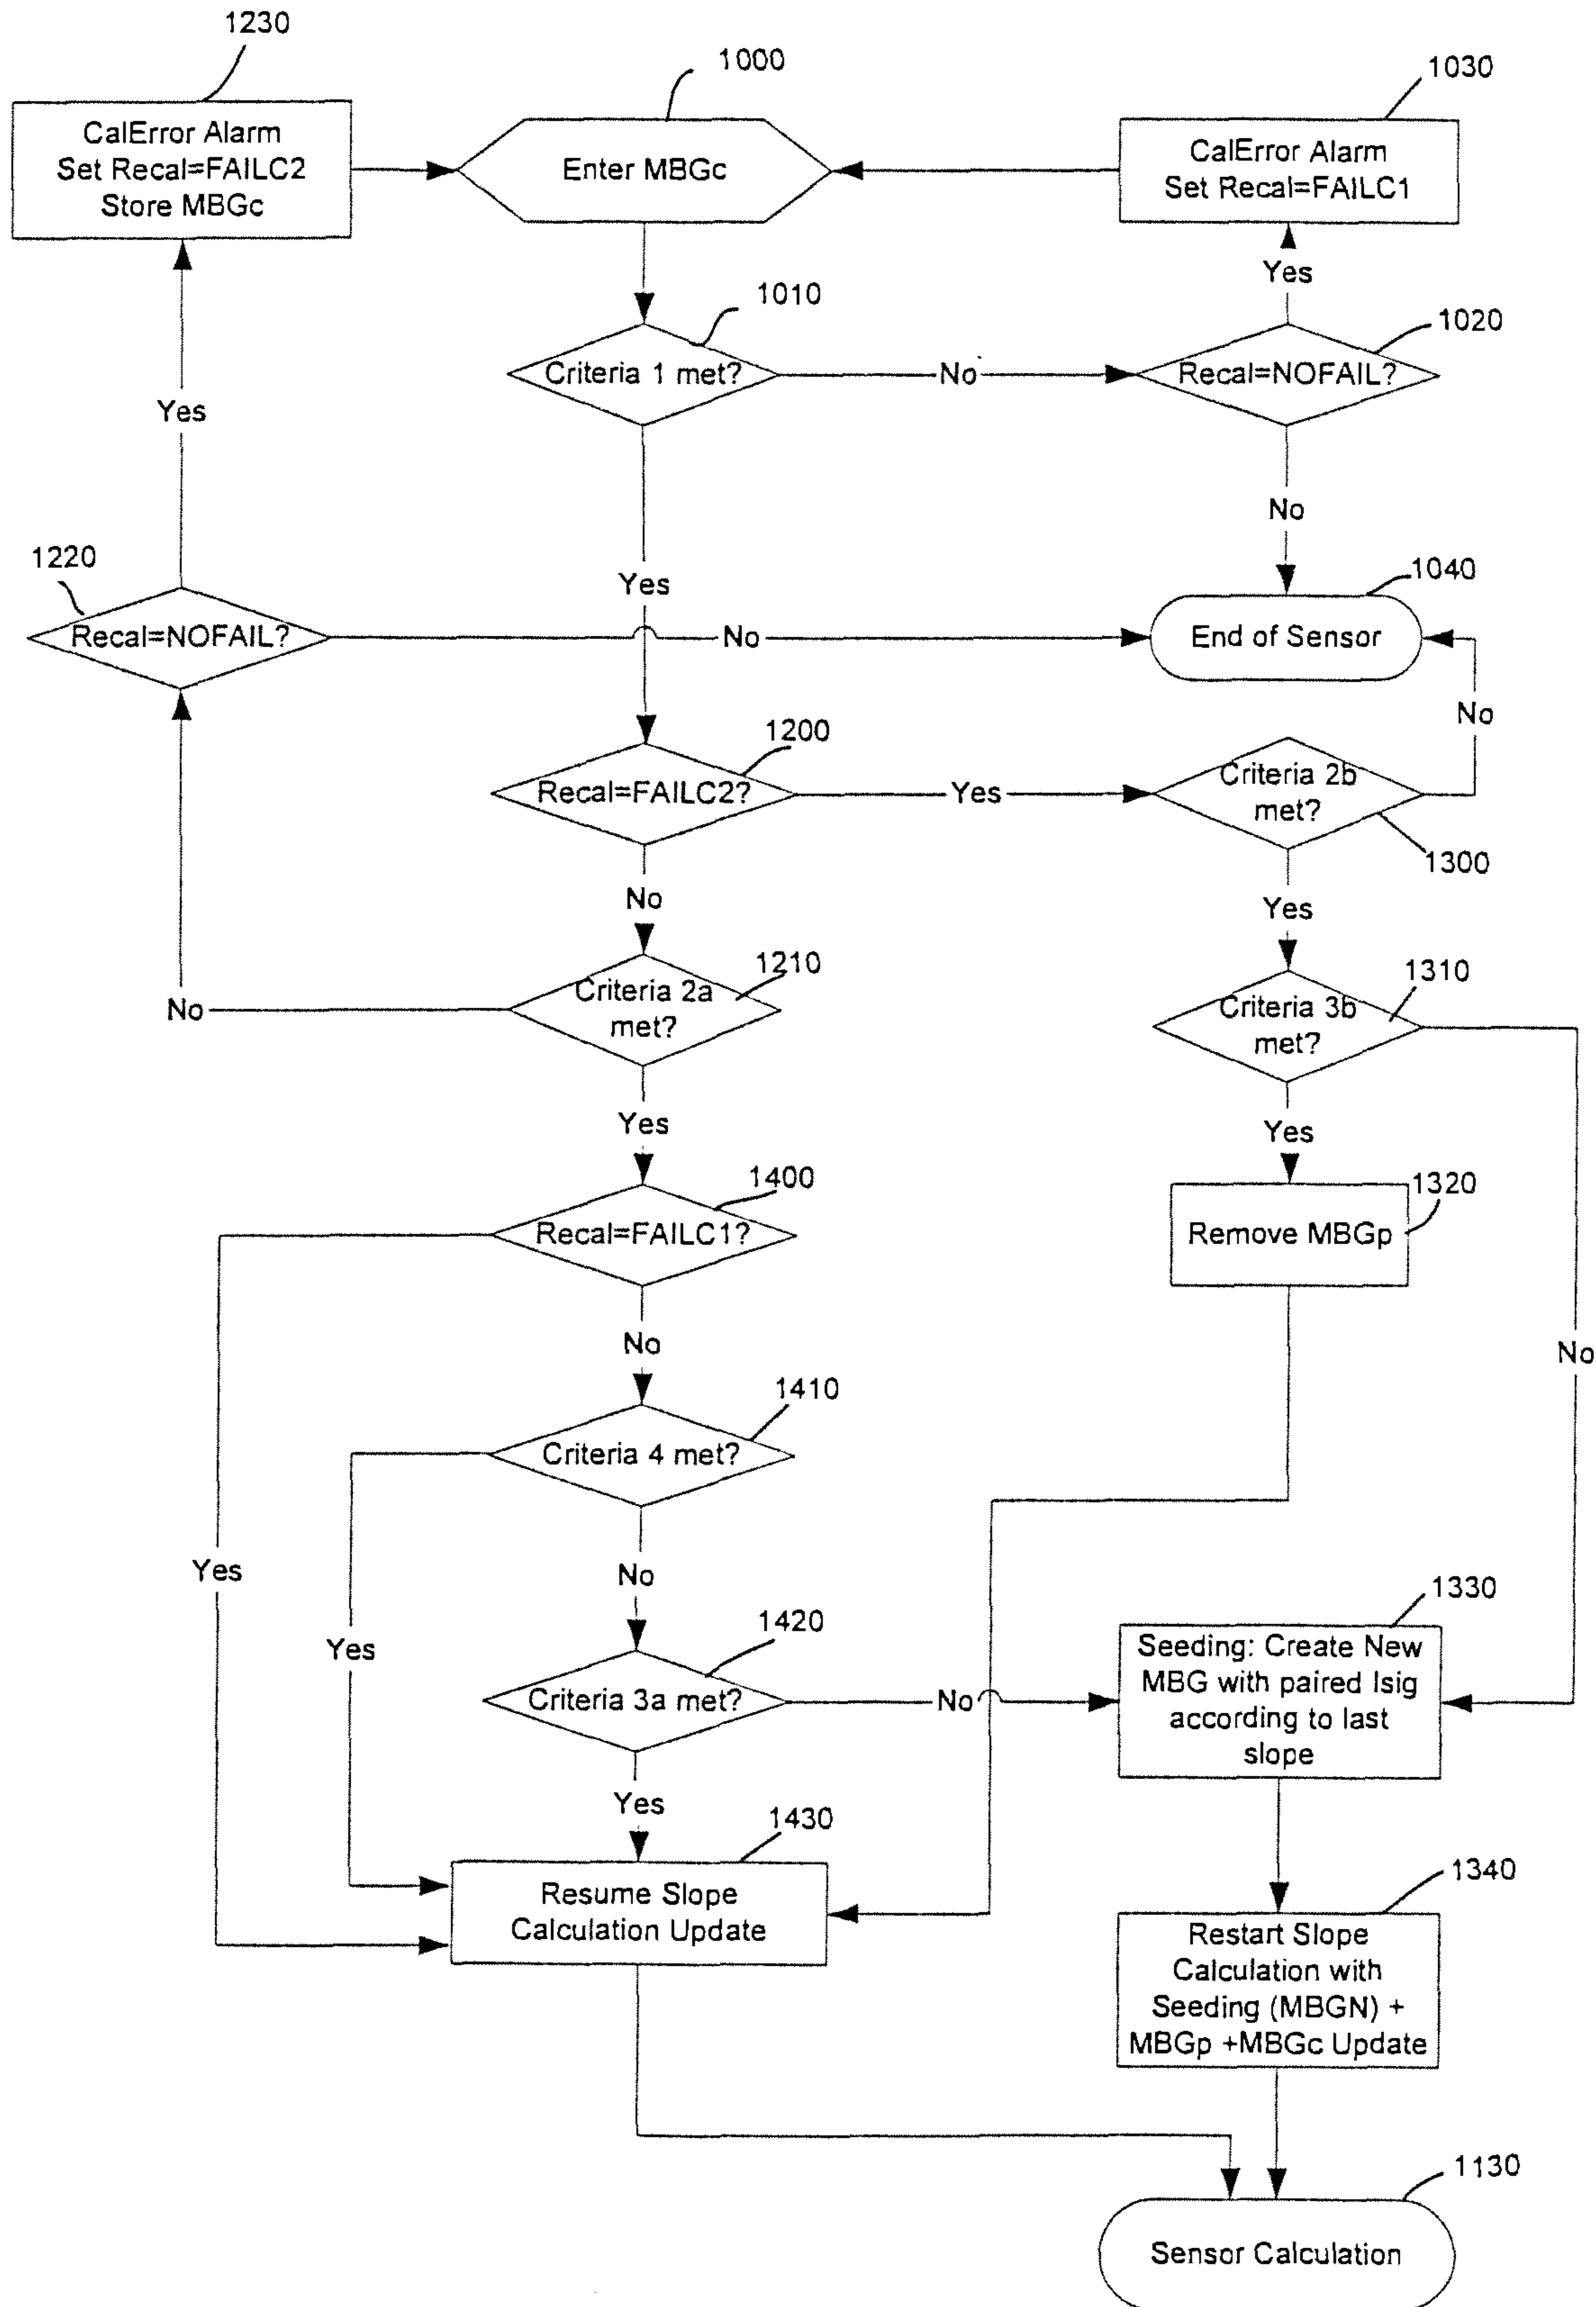 1230
1000
1030
CalError Alarm
Set Recal=FAILC2
Store MBGc
Enter MBGc
CalError Alarm
Set Recal=FAILC1
Yes
1010
1020
Criteria 1 met?
No
Recal=NOFAIL?
Yes
No
1220
Yes
1040
Recal=NOFAIL?
No
End of Sensor
No
1200
Recal=FAILC2?
Yes
Criteria 2b
met?
1300
No
Yes
1210
Criteria 2a
met?
No
1310
Criteria 3b
met?
Yes
Yes
1400
1320
Recal=FAILC1?
Remove MBGp
No
No
1410
Criteria 4 met?
Yes
No
1330
1420
Yes
Seeding: Create New
MBG with paired Isig
according to last
slope
Criteria 3a met?
No
Yes
1430
1340
Resume Slope
Calculation Update
Restart Slope
Calculation with
Seeding (MBGN) +
MBGp +MBGc Update
1130
Sensor Calculation